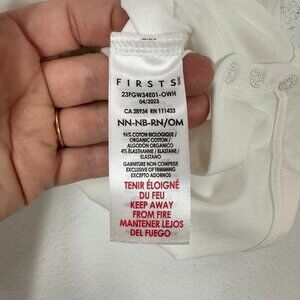 FIRSTS
23FGW34E01-OWH
04/2023
CA 28934 RN 111433
NN-NB-RN/OM
96% COTON BIOLOGIQUE /
ORGANIC COTTON /
ALGODÓN ORGÁNICO
4% ÉLASTHANNE / ELASTANE /
ELASTANO
GARNITURE NON COMPRISE
EXCLUSIVE OF TRIMMING
EXCEPTO ADORNOS
TENIR ÉLOIGNÉ
DU FEU
KEEP AWAY
FROM FIRE
MANTENER LEJOS
DEL FUEGO